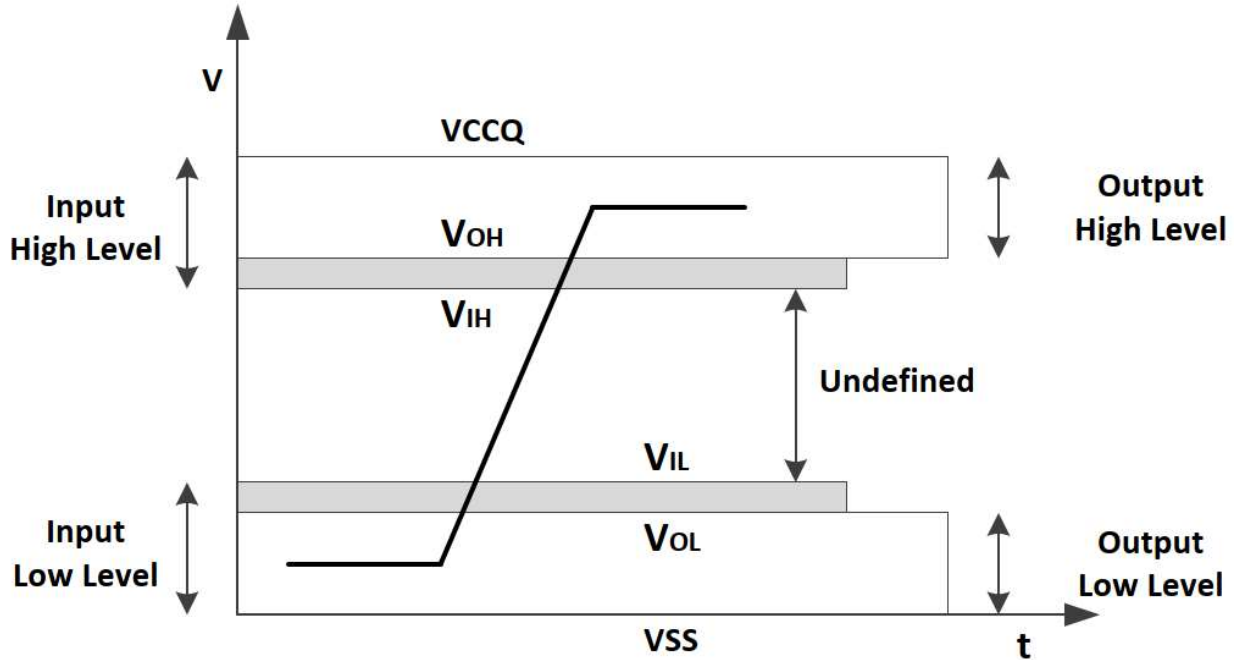 V
VCCQ
Input
High Level
Output
High Level
VOH
VIH
Undefined
VIL
VOL
Input
Low Level
Output
Low Level
VSS
t